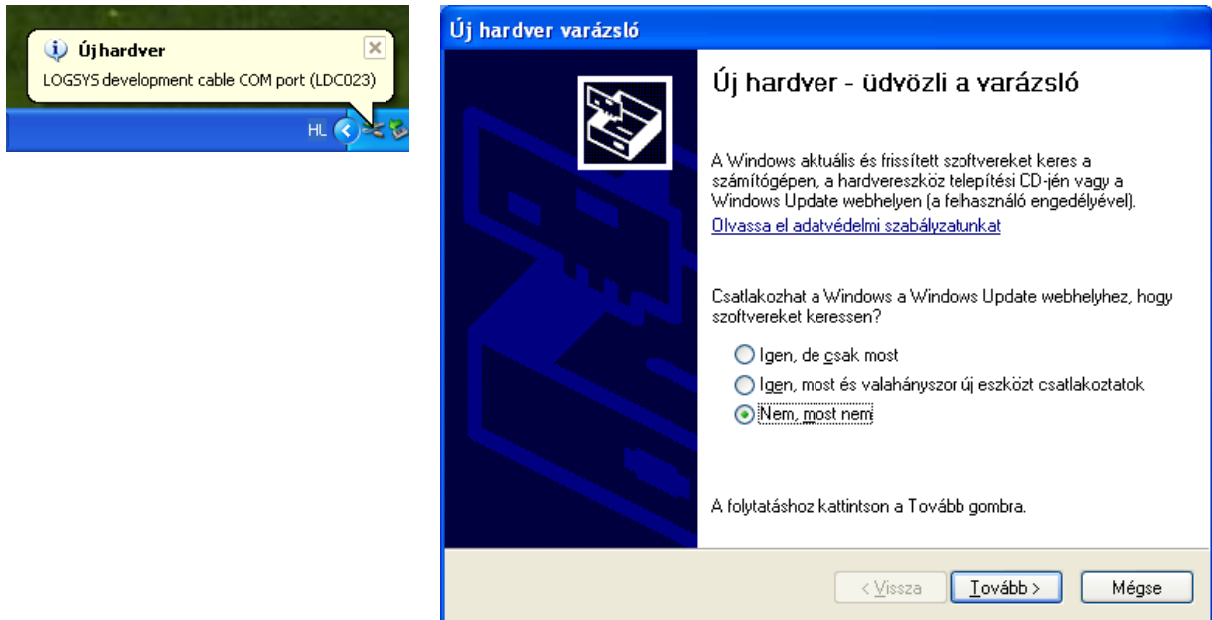 Új hardver
LOGSYS development cable COM port (LDC023)
HL
Új hardver varázsló
Új hardver - üdvözli a varázsló
A Windows aktuális és frissített szoftvereket keres a
számítógépen, a hardvereszköz telepítési CD-jén vagy a
Windows Update webhelyen (a felhasználó engedélyével).
Olvassa el adatvédelmi szabályzatunkat
Csatlakozhat a Windows a Windows Update webhelyhez, hogy
szoftvereket keressen?
Igen, de csak most
Igen, most és valahányszor új eszközt csatlakoztatok
Nem, most nem
A folytatáshoz kattintson a Tovább gombra.
< Vissza
Tovább >
Mégse